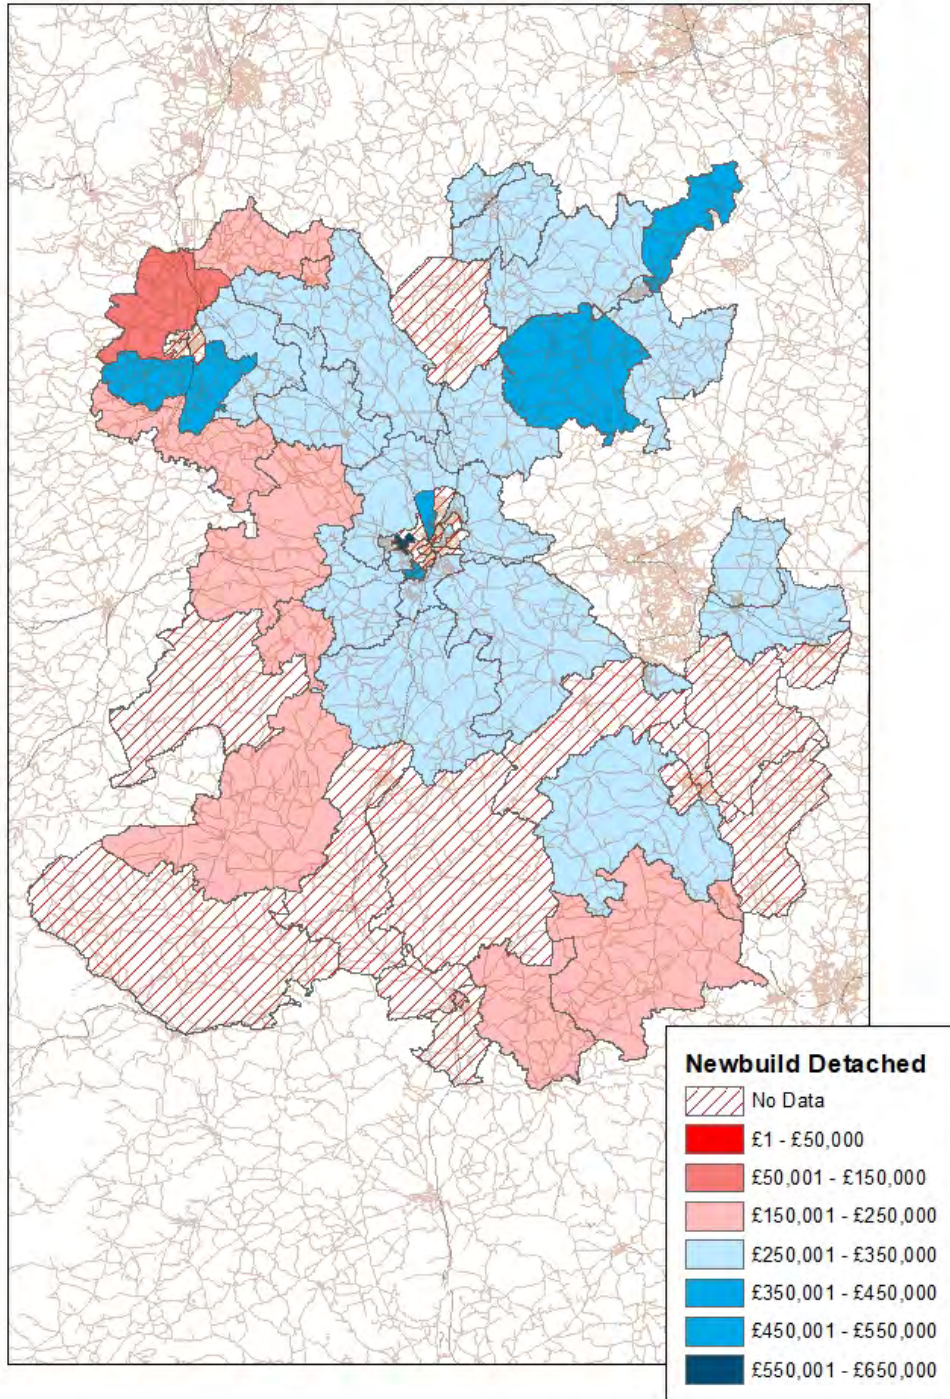 Newbuild Detached
No Data
£1 - £50,000
£50,001 - £150,000
£150,001 - £250,000
£250,001 - £350,000
£350,001 - £450,000
£450,001 - £550,000
£550,001 - £650,000